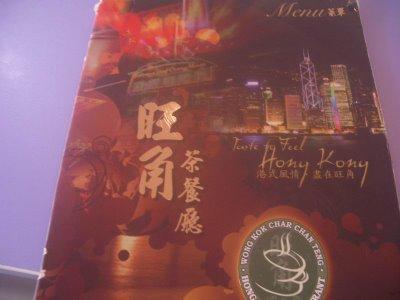 Menu 菜單
旺角
茶餐廳
Taste to Feel
Hong Kong
港式風情·盡在旺角
WONG KOK CHAR CHAN TENG